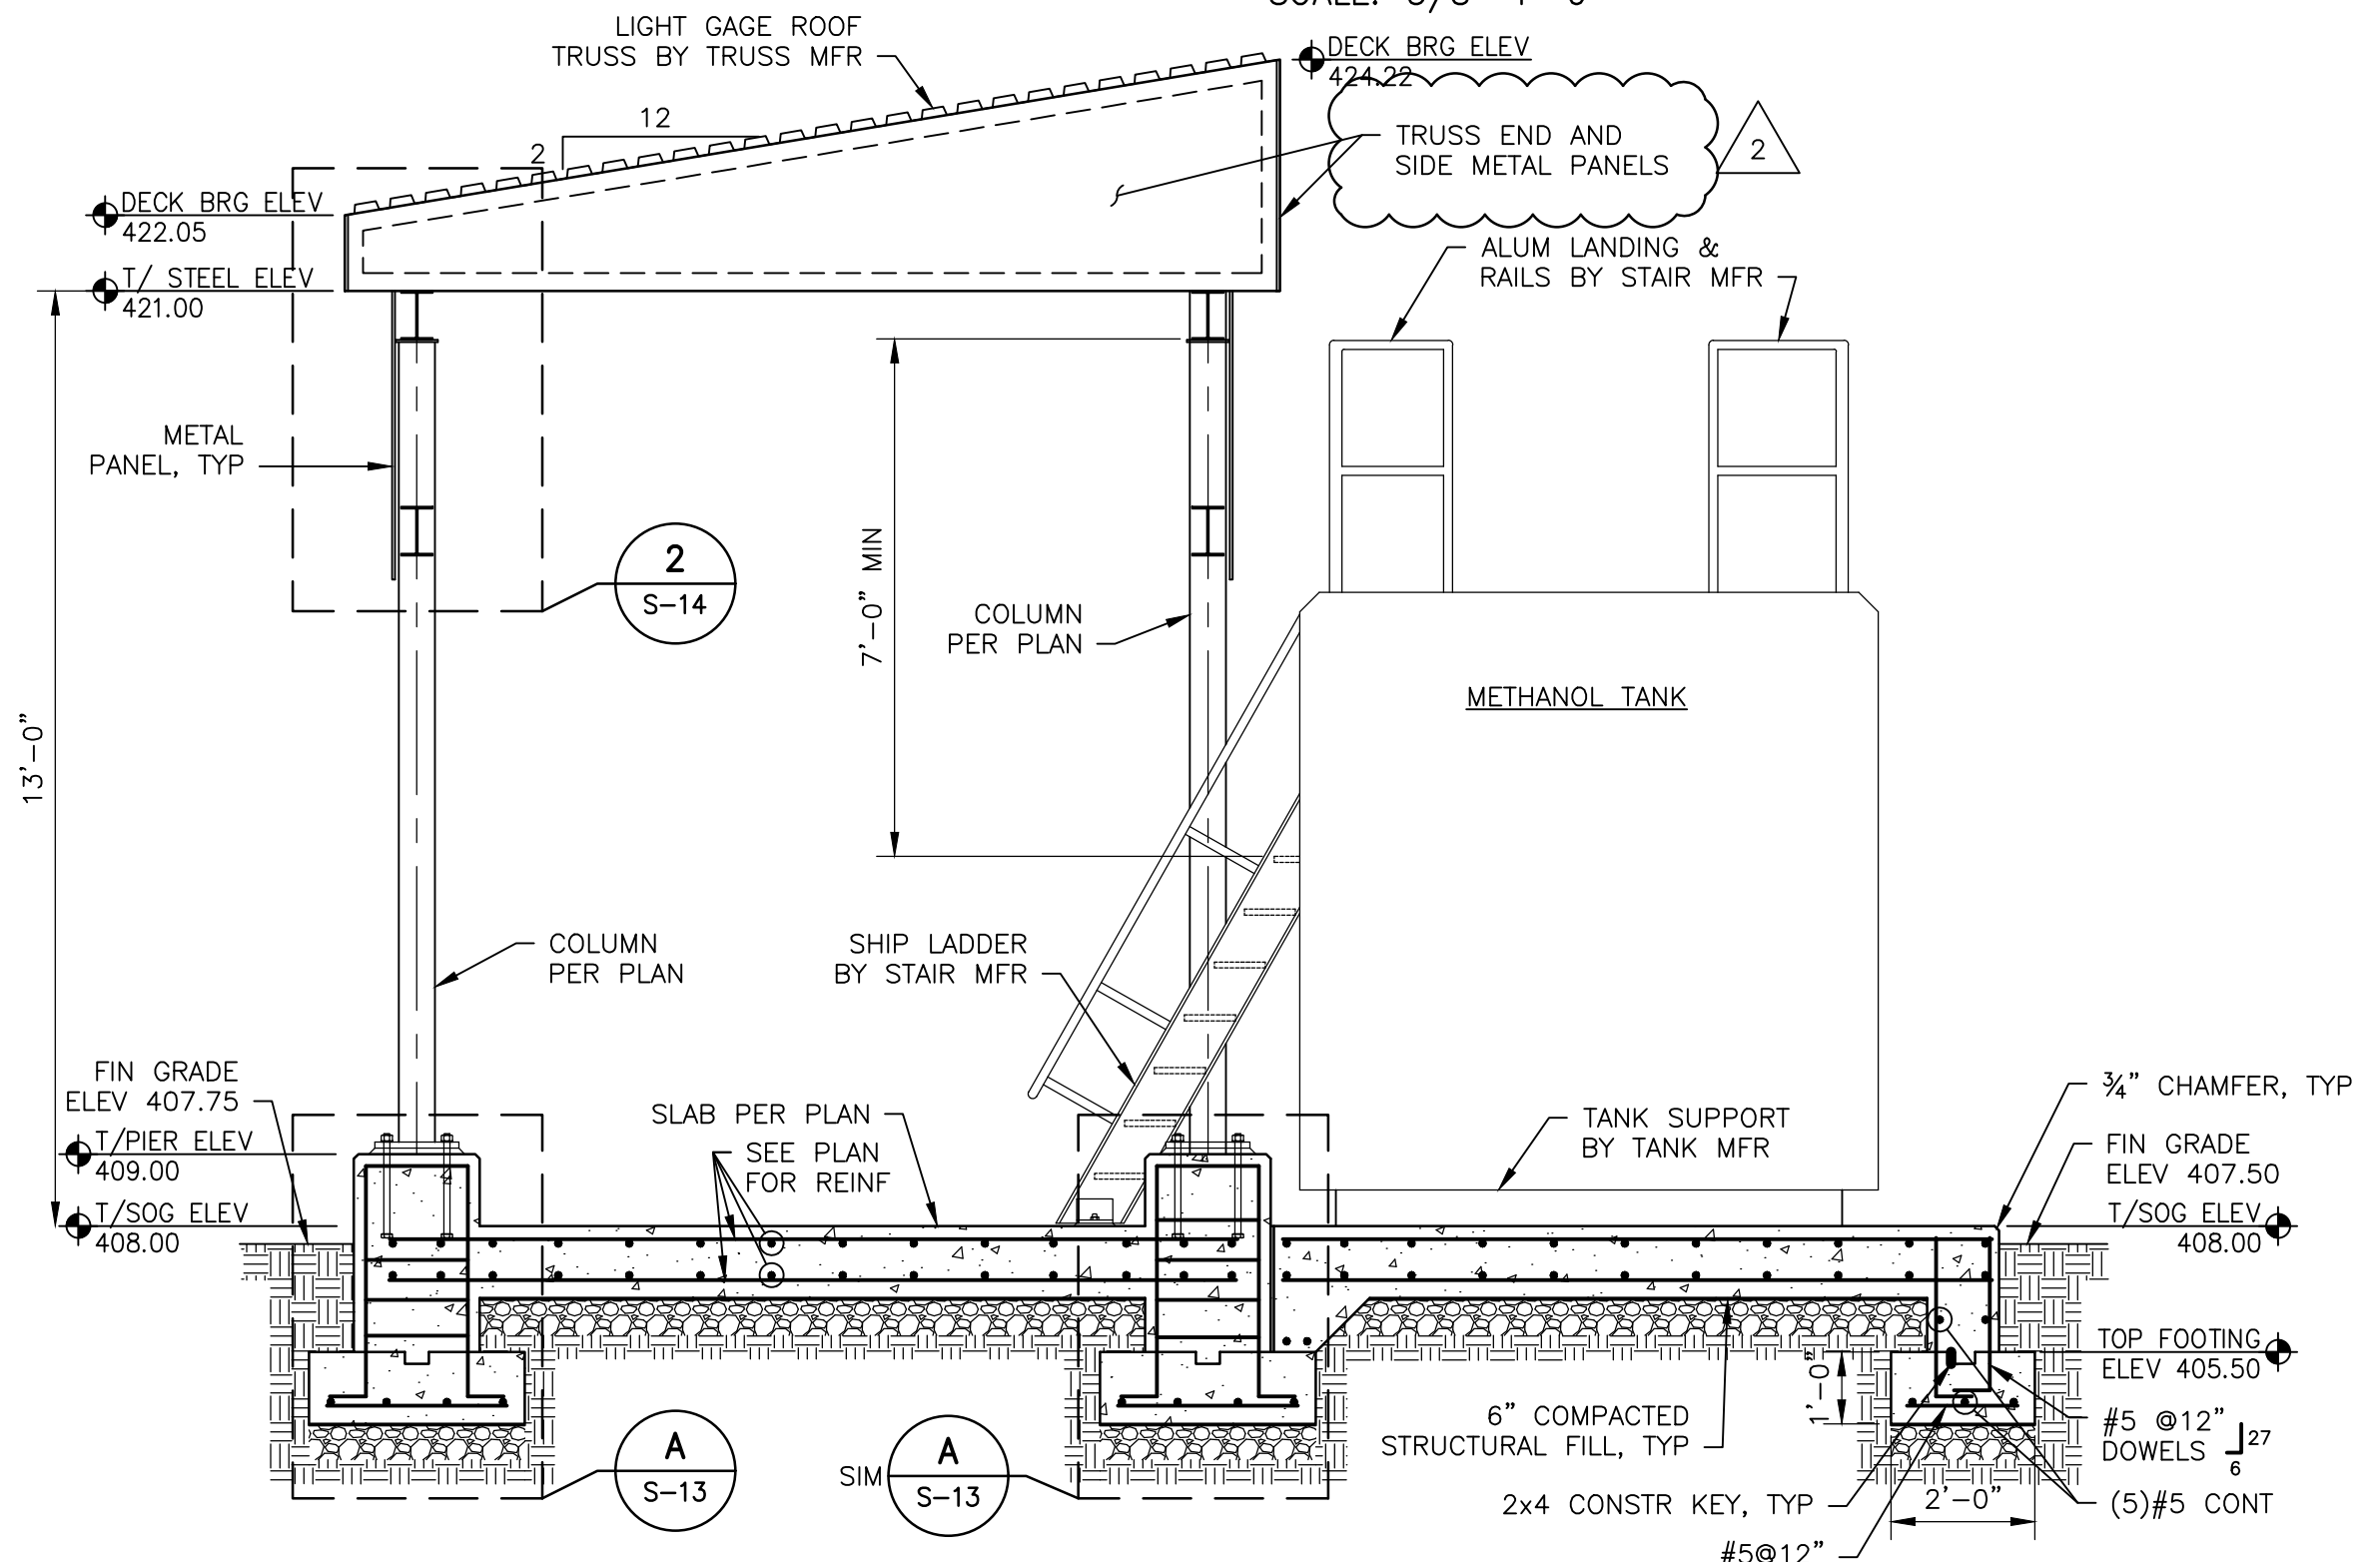 LIGHT GAGE ROOF
TRUSS BY TRUSS MFR
DECK BRG ELEV
424.22
12
2
TRUSS END AND
SIDE METAL PANELS
2
DECK BRG ELEV
422.05
T/ STEEL ELEV
421.00
ALUM LANDING &
RAILS BY STAIR MFR
METAL
PANEL, TYP
2
S-14
7'-0" MIN
COLUMN
PER PLAN
METHANOL TANK
13'-0"
COLUMN
PER PLAN
SHIP LADDER
BY STAIR MFR
FIN GRADE
ELEV 407.75
T/PIER ELEV
409.00
T/SOG ELEV
408.00
SLAB PER PLAN
SEE PLAN
FOR REINF
TANK SUPPORT
BY TANK MFR
¾" CHAMFER, TYP
FIN GRADE
ELEV 407.50
T/SOG ELEV
408.00
TOP FOOTING
ELEV 405.50
1'-0"
6" COMPACTED
STRUCTURAL FILL, TYP
#5 @12"
DOWELS
27
6
A
S-13
SIM
A
S-13
2x4 CONSTR KEY, TYP
2'-0"
(5)#5 CONT
#5@12"